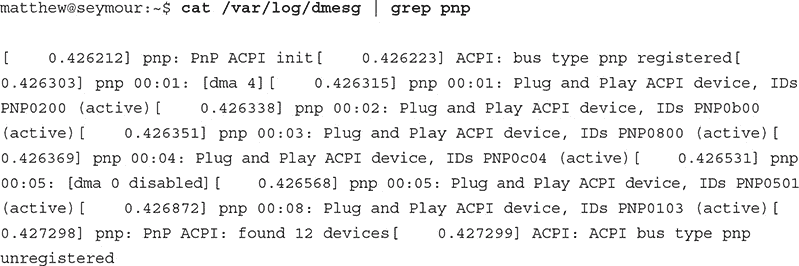 matthew@seymour:~$ cat /var/log/dmesg | grep pnp
[    0.426212] pnp: PnP ACPI init[    0.426223] ACPI: bus type pnp registered[
0.426303] pnp 00:01: [dma 4][    0.426315] pnp 00:01: Plug and Play ACPI device, IDs
PNP0200 (active)[    0.426338] pnp 00:02: Plug and Play ACPI device, IDs PNP0b00
(active)[    0.426351] pnp 00:03: Plug and Play ACPI device, IDs PNP0800 (active)[
0.426369] pnp 00:04: Plug and Play ACPI device, IDs PNP0c04 (active)[    0.426531] pnp
00:05: [dma 0 disabled][    0.426568] pnp 00:05: Plug and Play ACPI device, IDs PNP0501
(active)[    0.426872] pnp 00:08: Plug and Play ACPI device, IDs PNP0103 (active)[
0.427298] pnp: PnP ACPI: found 12 devices[    0.427299] ACPI: ACPI bus type pnp
unregistered